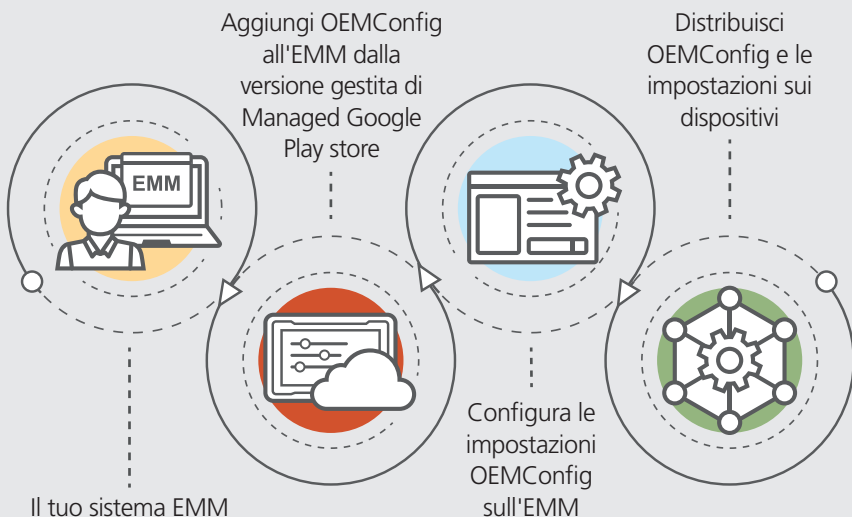 Aggiungi OEMConfig
all'EMM dalla
versione gestita di
Managed Google
Play store
Distribuisci
OEMConfig e le
impostazioni sui
dispositivi
EMM
Configura le
impostazioni
OEMConfig
sull'EMM
Il tuo sistema EMM